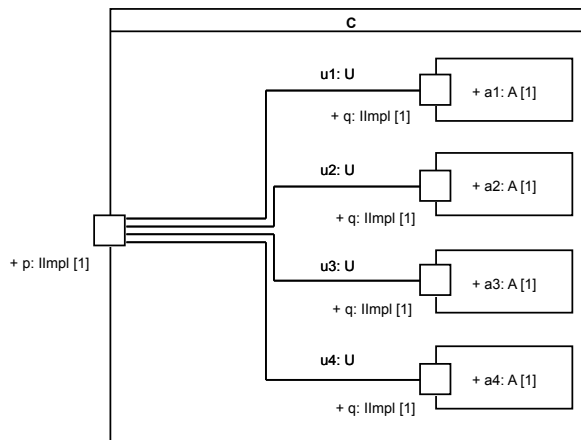 C
u1: U
+ a1: A [1]
+ q: IImpl [1]
u2: U
+ a2: A [1]
+ q: IImpl [1]
+ p: IImpl [1]
u3: U
+ a3: A [1]
+ q: IImpl [1]
u4: U
+ a4: A [1]
+ q: IImpl [1]